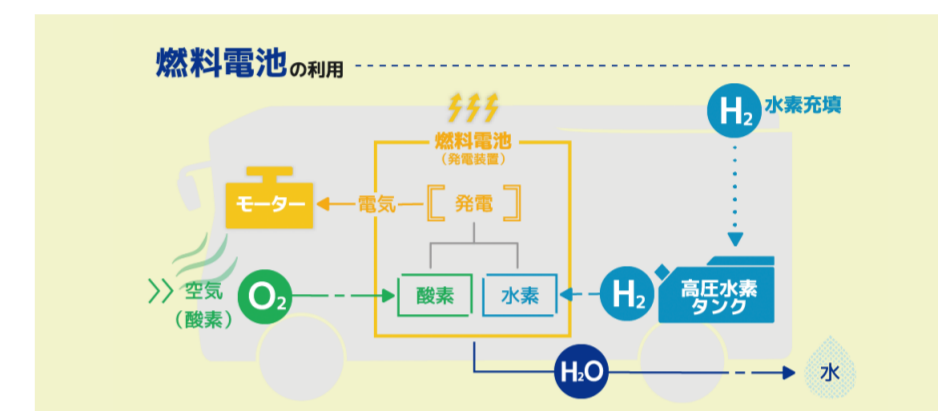 燃料電池の利用
H₂ 水素充填
燃料電池
(発電装置)
モーター
電気
発電
空気
(酸素)
O₂
酸素
水素
H₂
高圧水素
タンク
H₂O
水